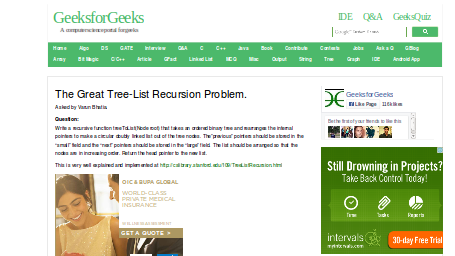 GeeksforGeeks
A computer science portal for geeks
IDE Q&A GeeksQuiz
Home Algo DS GATE Interview Q&A C C++ Java Book Contribute Contests Jobs Ask a Q GBlog
Array Bit Magic C/C++ Article GFact Linked List MCQ Misc Output String Tree Graph IDE Android App
The Great Tree-List Recursion Problem.
Asked by Varun Bhatia
Question:
Write a recursive function treeToList(Node root) that takes an ordered binary tree and rearranges the internal
pointers to make a circular doubly linked list out of the tree nodes. The "previous" pointers should be stored in the
"small" field and the "next" pointers should be stored in the "large" field. The list should be arranged so that the
nodes are in increasing order. Return the head pointer to the new list.
This is very well explained and implemented at http://cslibrary.stanford.edu/109/TreeListRecursion.html
GeeksforGeeks
Like Page 116k likes
Be the first of your friends to like this
BUPA GLOBAL
WORLD-CLASS
PRIVATE MEDICAL
INSURANCE
GET A QUOTE >
Still Drowning in Projects?
Take Back Control Today!
Time Tasks Reports
intervals
myintervals.com
30-day Free Trial